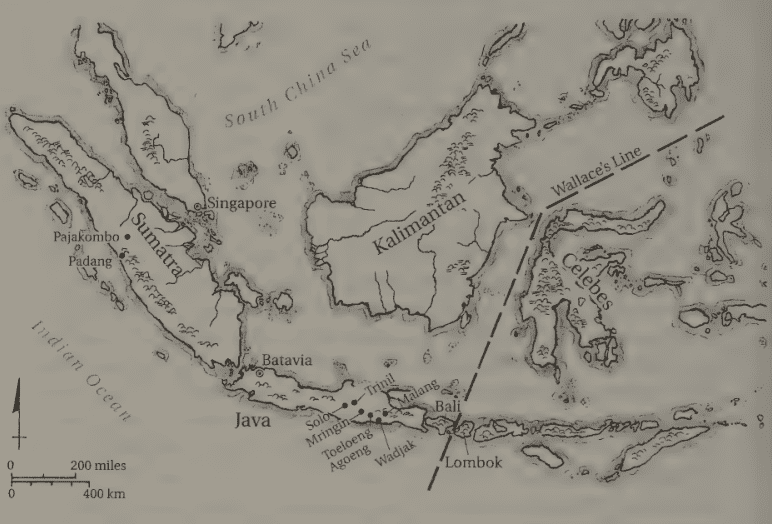 South China Sea
Wallace's Line
Singapore
Kalimantan
Sumatra
Pajakombo
Padang
Celebes
Indian Ocean
Batavia
Trinil
Malang
Bali
Solo
Mringin
Java
Toeloeng
Agoeng
Wadjak
Lombok
0 200 miles
0 400 km